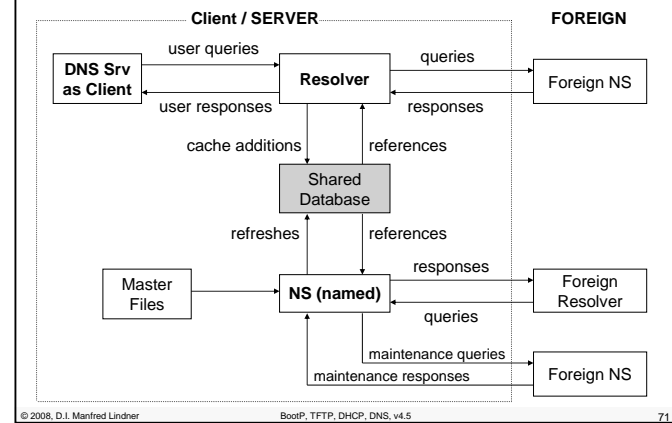 Client / SERVER
FOREIGN
user queries
queries
DNS Srv
as Client
Resolver
Foreign NS
user responses
responses
cache additions
references
Shared
Database
refreshes
references
responses
Master
Files
NS (named)
Foreign
Resolver
queries
maintenance queries
maintenance responses
Foreign NS
© 2008, D.I. Manfred Lindner
BootP, TFTP, DHCP, DNS, v4.5
71